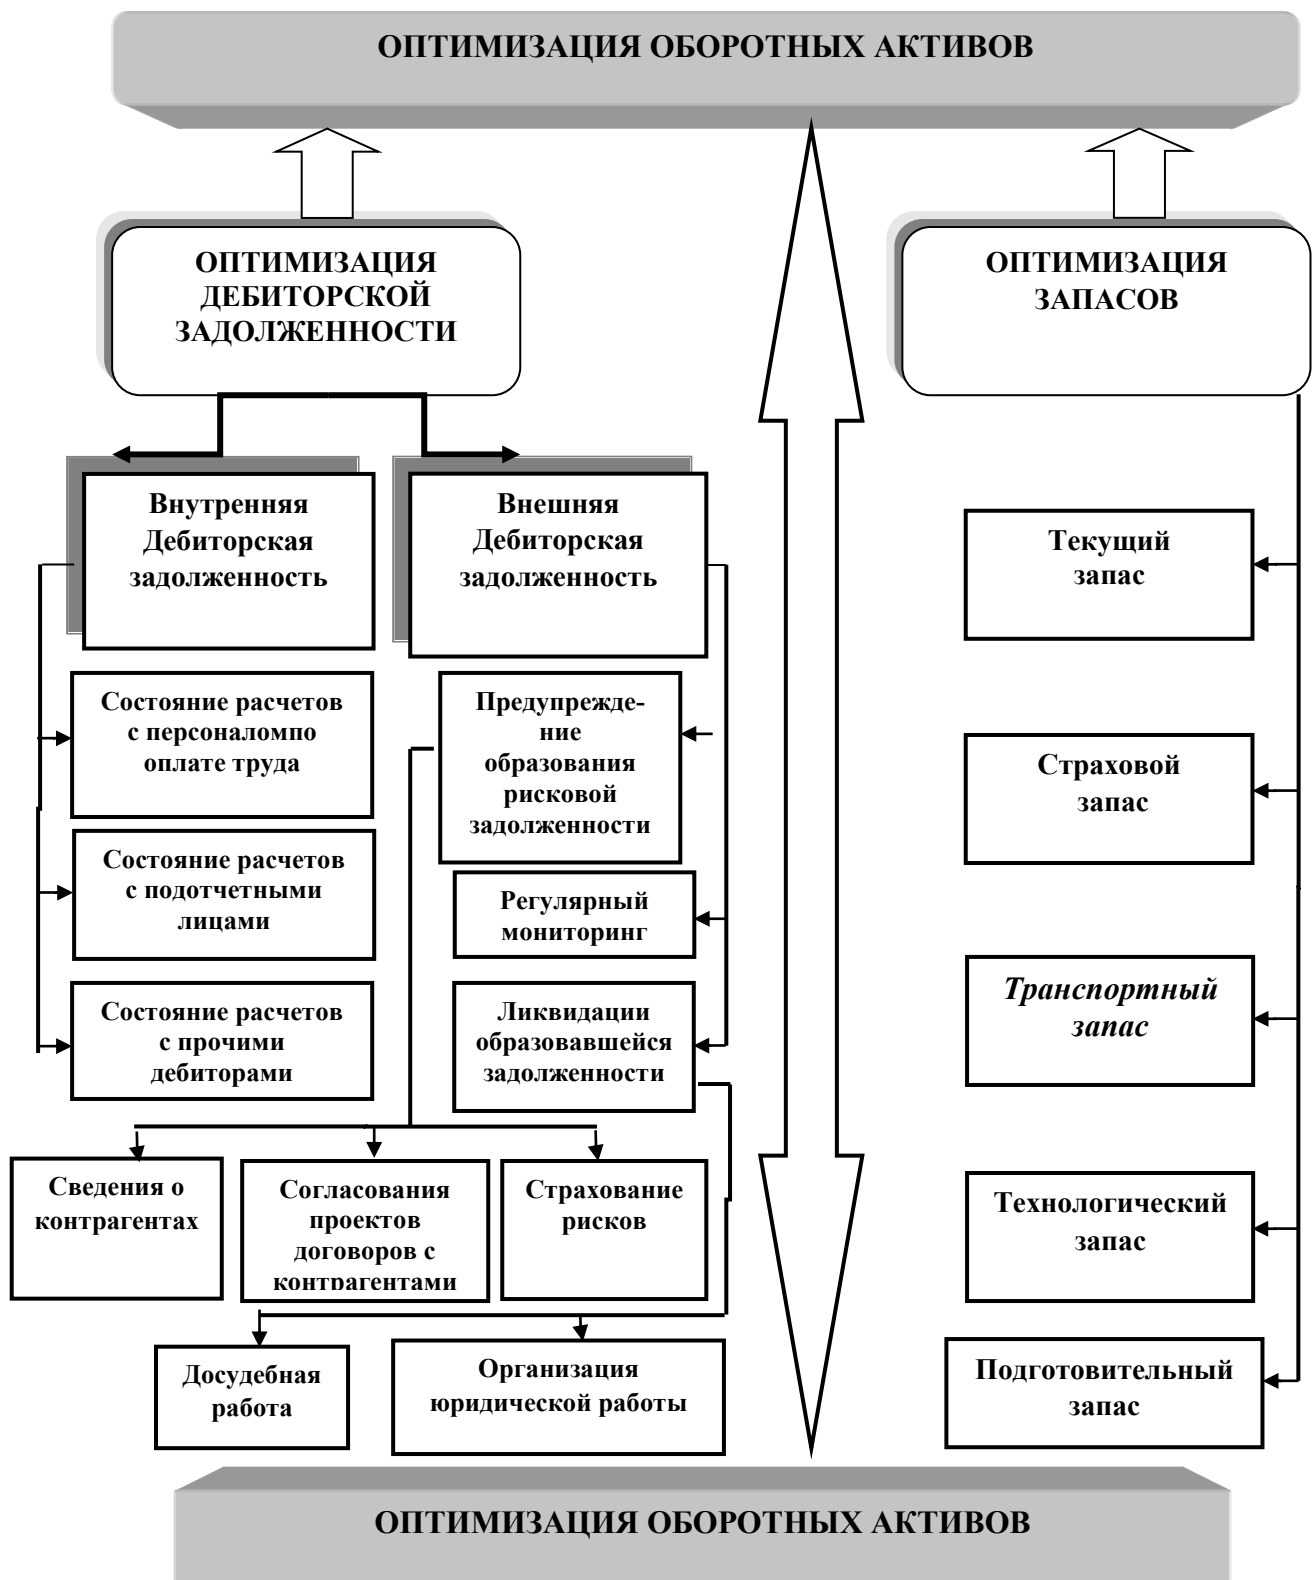 ОПТИМИЗАЦИЯ ОБОРОТНЫХ АКТИВОВ
ОПТИМИЗАЦИЯ
ДЕБИТОРСКОЙ
ЗАДОЛЖЕННОСТИ
ОПТИМИЗАЦИЯ
ЗАПАСОВ
Внутренняя
Дебиторская
задолженность
Внешняя
Дебиторская
задолженность
Текущий
запас
Состояние расчетов
с персоналомпо
оплате труда
Предупрежде-
ние
образования
рисковой
задолженности
Страховой
запас
Состояние расчетов
с подотчетными
лицами
Регулярный
мониторинг
Состояние расчетов
с прочими
дебиторами
Ликвидации
образовавшейся
задолженности
Транспортный
запас
Сведения о
контрагентах
Согласования
проектов
договоров с
контрагентами
Страхование
рисков
Технологический
запас
Досудебная
работа
Организация
юридической работы
Подготовительный
запас
ОПТИМИЗАЦИЯ ОБОРОТНЫХ АКТИВОВ